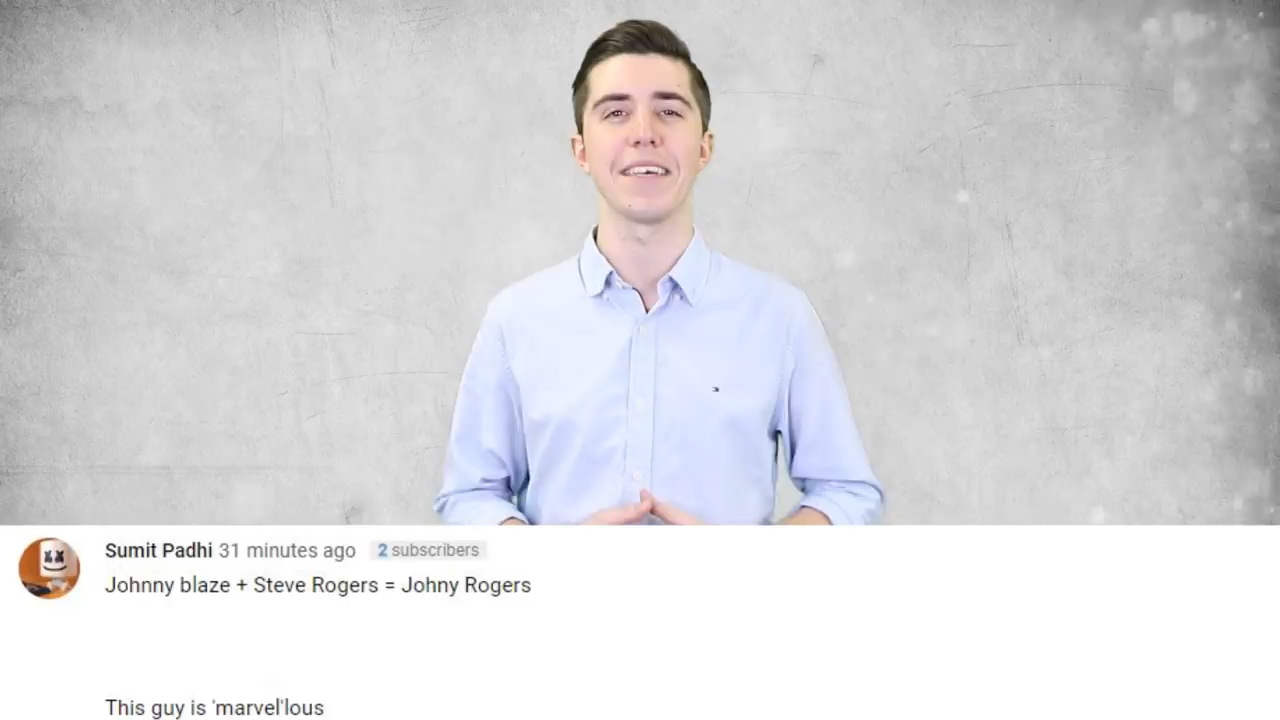 Sumit Padhi 31 minutes ago 2 subscribers
Johnny blaze + Steve Rogers = Johny Rogers
This guy is 'marvel'lous